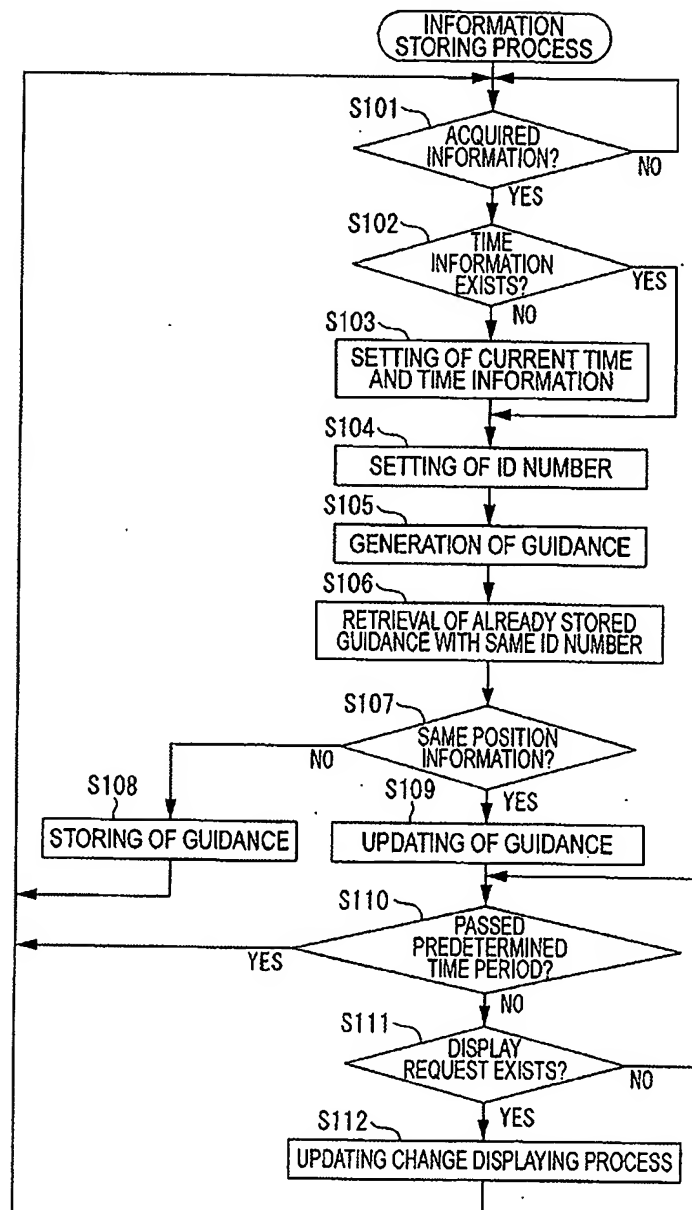 INFORMATION
STORING PROCESS
S101
ACQUIRED
INFORMATION?
NO
YES
S102
TIME
INFORMATION
EXISTS?
YES
NO
S103
SETTING OF CURRENT TIME
AND TIME INFORMATION
S104
SETTING OF ID NUMBER
S105
GENERATION OF GUIDANCE
S106
RETRIEVAL OF ALREADY STORED
GUIDANCE WITH SAME ID NUMBER
S107
SAME POSITION
INFORMATION?
NO
YES
S108
STORING OF GUIDANCE
S109
UPDATING OF GUIDANCE
S110
PASSED
PREDETERMINED
TIME PERIOD?
YES
NO
S111
DISPLAY
REQUEST EXISTS?
NO
YES
S112
UPDATING CHANGE DISPLAYING PROCESS